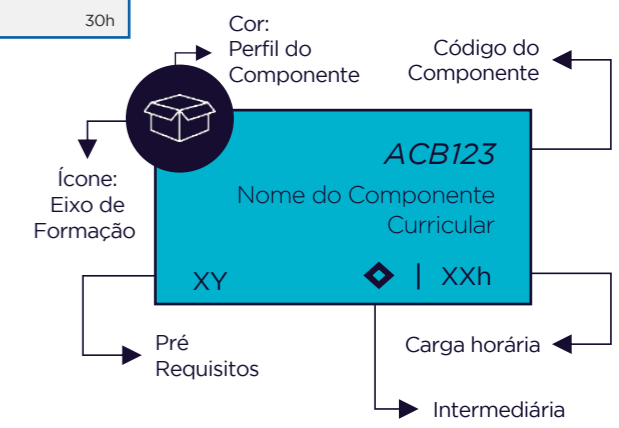 30h
Cor:
Perfil do
Componente
Código do
Componente
Ícone:
Eixo de
Formação
ACB123
Nome do Componente
Curricular
XY
| XXh
Pré
Requisitos
Carga horária
Intermediária